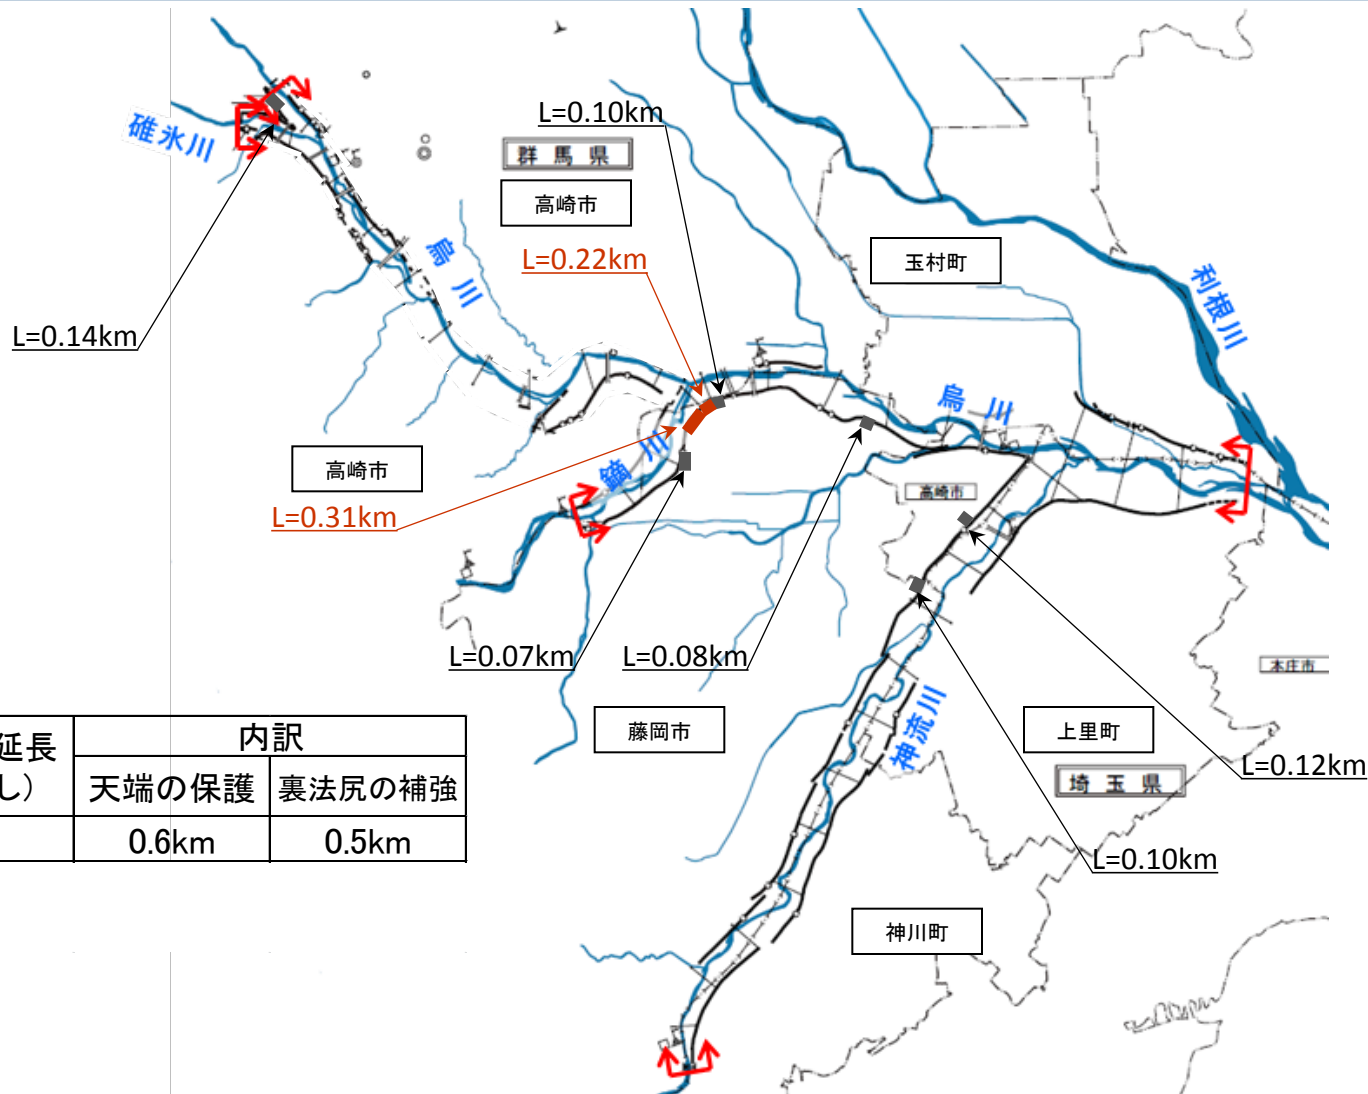 碓氷川
L=0.10km
群馬県
高崎市
烏川
L=0.22km
玉村町
利根川
L=0.14km
烏川
高崎市
鏑川
高崎市
L=0.31km
L=0.07km
L=0.08km
本庄市
藤岡市
神流川
上里町
L=0.12km
埼玉県
L=0.10km
神川町
延長
し）
内訳
天端の保護
裏法尻の補強
0.6km
0.5km